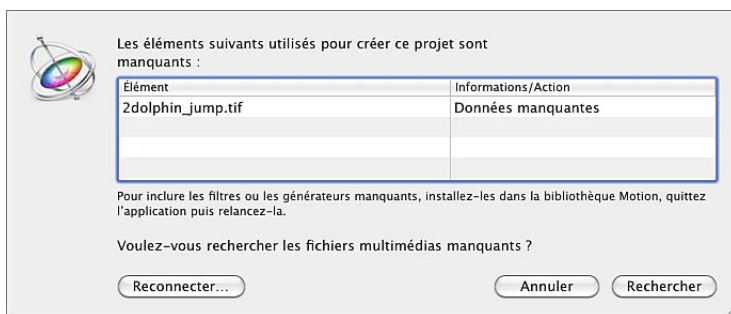 Les éléments suivants utilisés pour créer ce projet sont
manquants :
Élément Informations/Action
2dolphin_jump.tif Données manquantes
Pour inclure les filtres ou les générateurs manquants, installez-les dans la bibliothèque Motion, quittez
l'application puis relancez-la.
Voulez-vous rechercher les fichiers multimédias manquants ?
Reconnecter... Annuler Rechercher